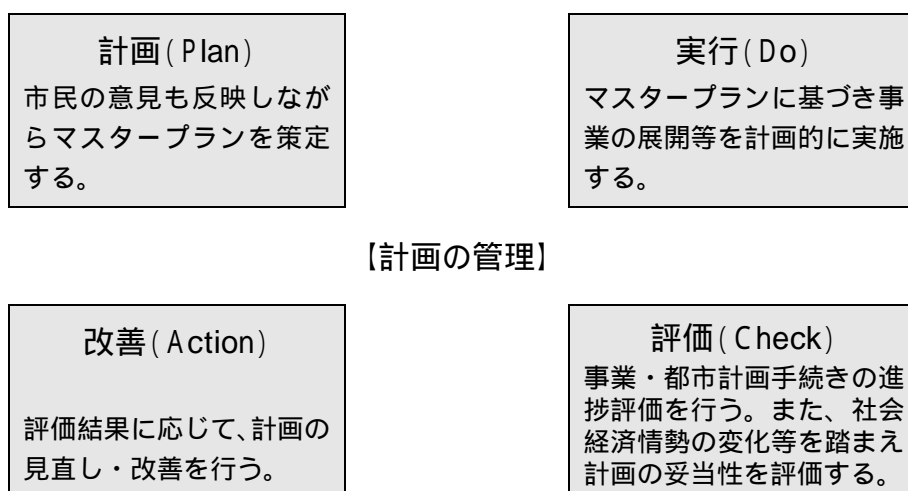 計画(Plan)
市民の意見も反映しなが
らマスタープランを策定
する。
実行(Do)
マスタープランに基づき事
業の展開等を計画的に実施
する。
【計画の管理】
改善(Action)
評価結果に応じて、計画の
見直し・改善を行う。
評価(Check)
事業・都市計画手続きの進
捗評価を行う。また、社会
経済情勢の変化等を踏まえ
計画の妥当性を評価する。